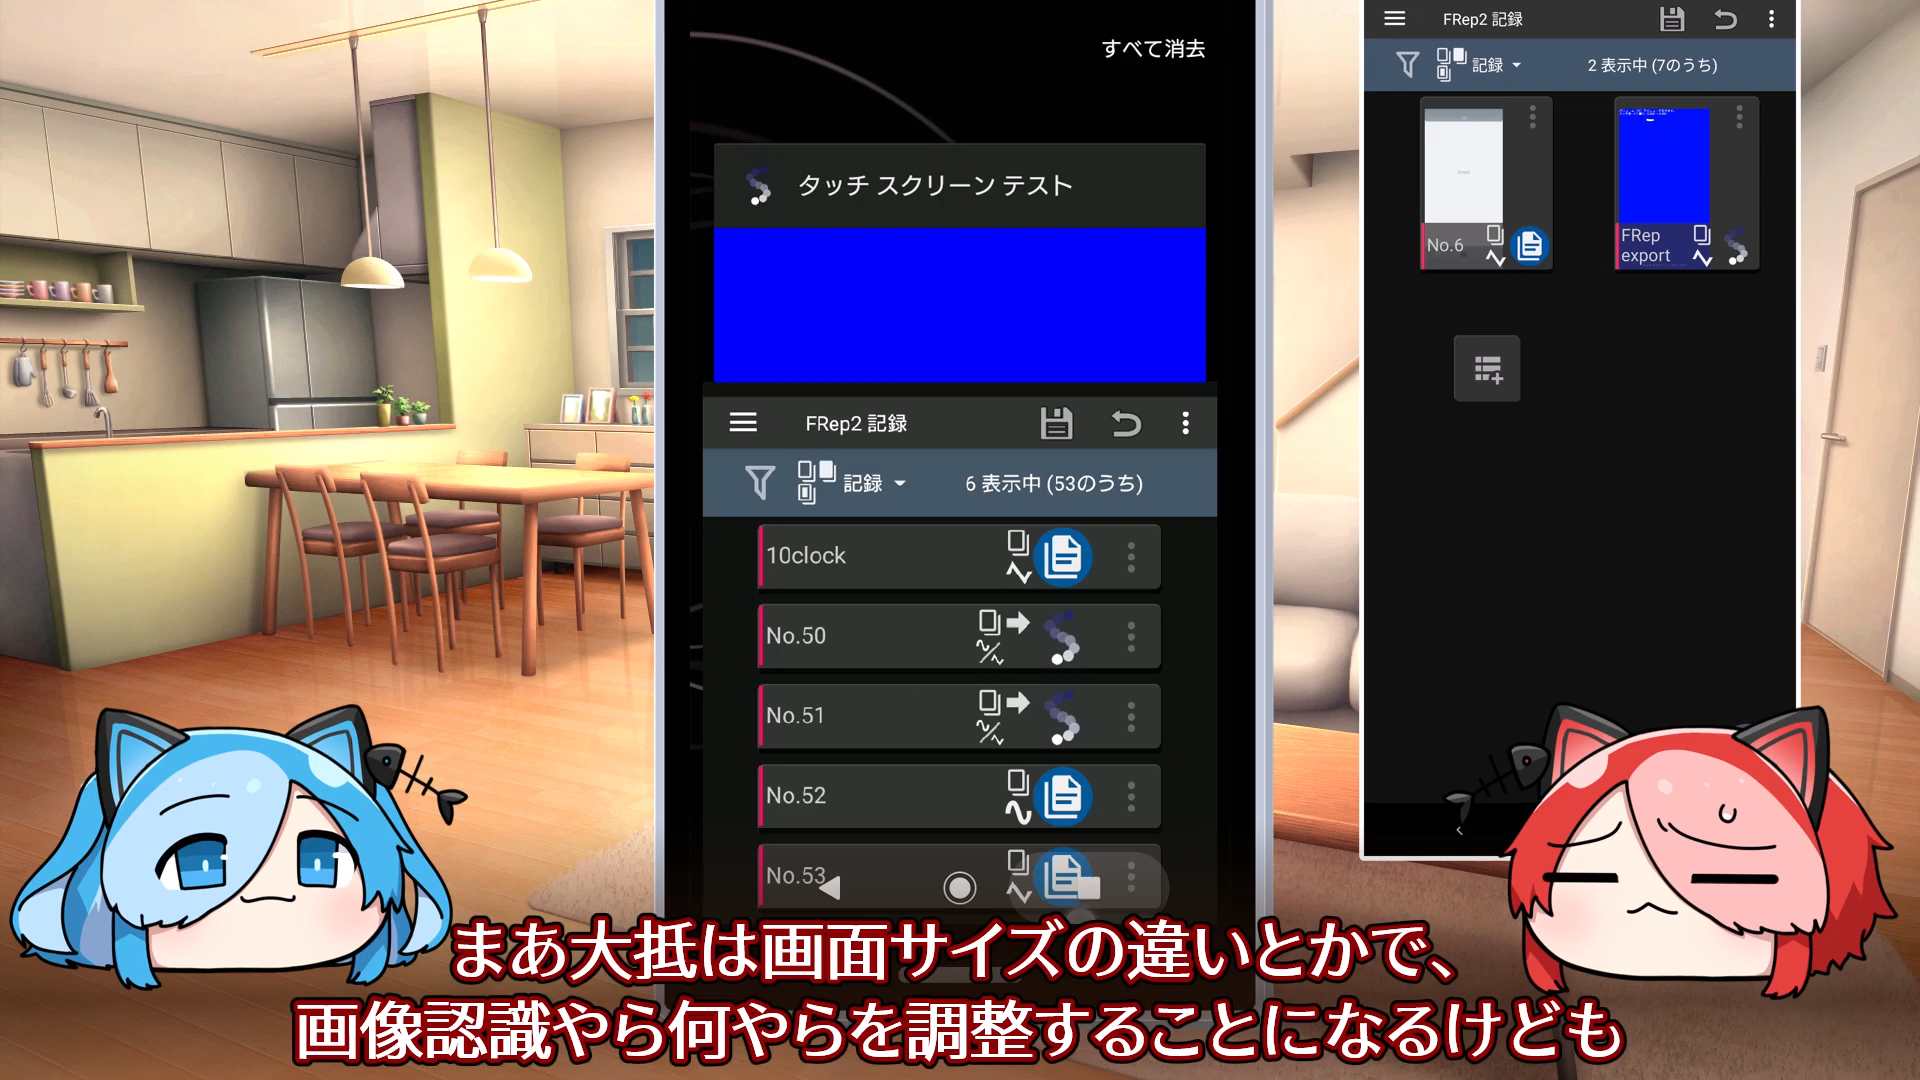 すべて消去
タッチ スクリーン テスト
FRep2 記録
記録
6 表示中 (53のうち)
10clock
No.50
No.51
No.52
No.53
FRep2 記録
記録
2 表示中 (7のうち)
No.6
FRep
export
まあ大抵は画面サイズの違いとかで、
画像認識やら何やらを調整することになるけども